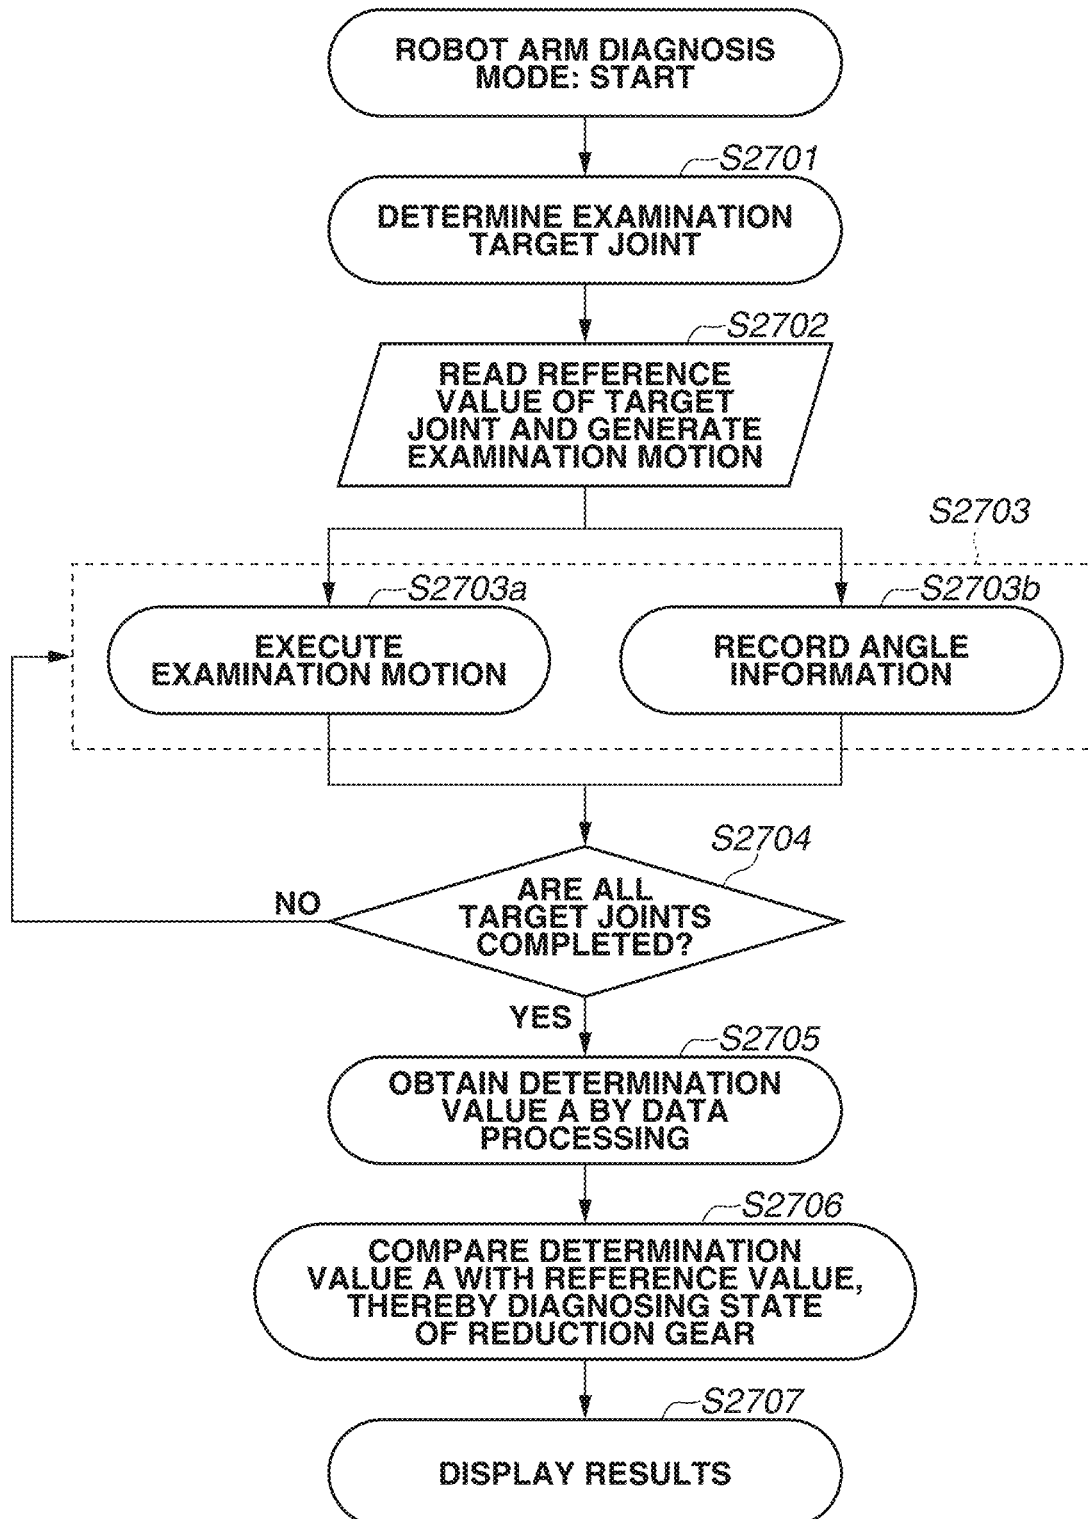 ROBOT ARM DIAGNOSIS
MODE: START
S2701
DETERMINE EXAMINATION
TARGET JOINT
S2702
READ REFERENCE
VALUE OF TARGET
JOINT AND GENERATE
EXAMINATION MOTION
S2703
S2703a
EXECUTE
EXAMINATION MOTION
S2703b
RECORD ANGLE
INFORMATION
S2704
ARE ALL
TARGET JOINTS
COMPLETED?
NO
YES
S2705
OBTAIN DETERMINATION
VALUE A BY DATA
PROCESSING
S2706
COMPARE DETERMINATION
VALUE A WITH REFERENCE VALUE,
THEREBY DIAGNOSING STATE
OF REDUCTION GEAR
S2707
DISPLAY RESULTS